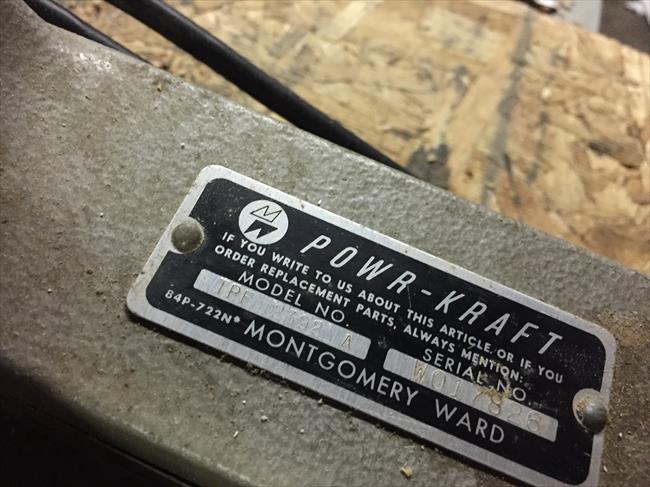 POWR-KRAFT
IF YOU WRITE TO US ABOUT THIS ARTICLE, OR IF YOU
ORDER REPLACEMENT PARTS, ALWAYS MENTION:
MODEL NO. SERIAL NO.
A W017828
84P-722N*
MONTGOMERY WARD